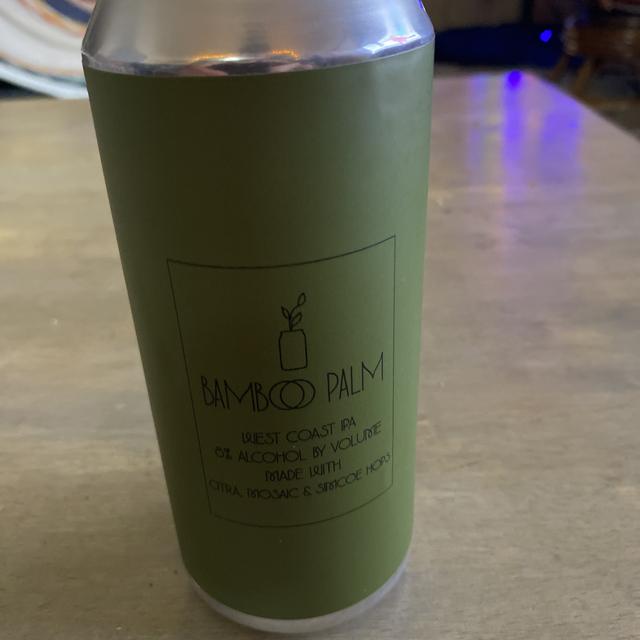 BAMBOO PALM
WEST COAST IPA
6% ALCOHOL BY VOLUME
MADE WITH
CITRA, MOSAIC & SIMCOE HOPS